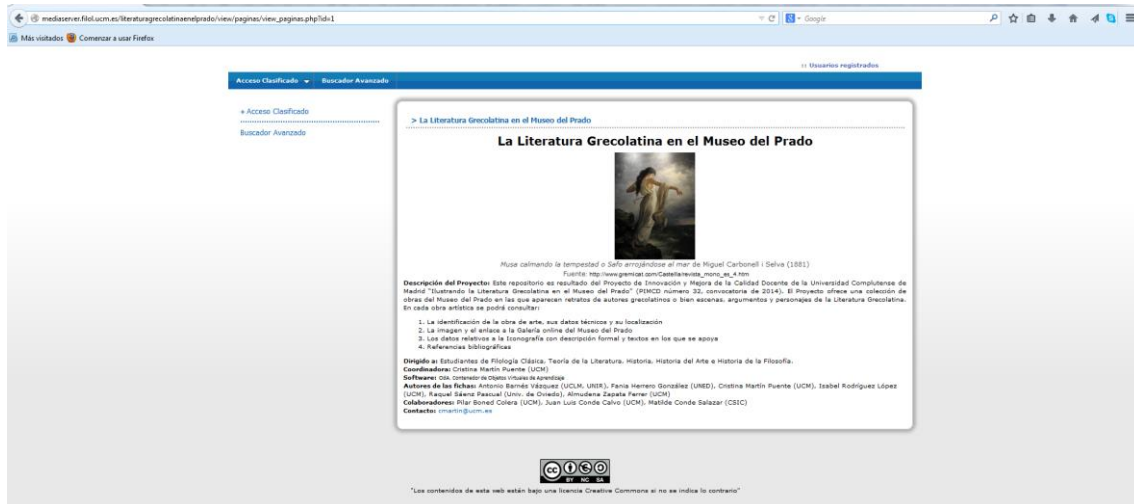 mediaserver.filol.ucm.es/literaturagrecolatinaenelprado/view/paginas/view_paginas.php?id=1
Google
Más visitados Comenzar a usar Firefox
:: Usuarios registrados
Acceso Clasificado Buscador Avanzado
+ Acceso Clasificado
Buscador Avanzado
> La Literatura Grecolatina en el Museo del Prado
La Literatura Grecolatina en el Museo del Prado
Musa calmando la tempestad o Safo arrojándose al mar de Miguel Carbonell i Selva (1881)
Fuente: http://www.gremicat.com/Castella/revista_mono_es_4.htm
Descripción del Proyecto: Este repositorio es resultado del Proyecto de Innovación y Mejora de la Calidad Docente de la Universidad Complutense de
Madrid "Ilustrando la Literatura Grecolatina en el Museo del Prado" (PIMCD número 32, convocatoria de 2014). El Proyecto ofrece una colección de
obras del Museo del Prado en las que aparecen retratos de autores grecolatinos o bien escenas, argumentos y personajes de la Literatura Grecolatina.
En cada obra artística se podrá consultar:
1. La identificación de la obra de arte, sus datos técnicos y su localización
2. La imagen y el enlace a la Galería online del Museo del Prado
3. Los datos relativos a la Iconografía con descripción formal y textos en los que se apoya
4. Referencias bibliográficas
Dirigido a: Estudiantes de Filología Clásica, Teoría de la Literatura, Historia, Historia del Arte e Historia de la Filosofía.
Coordinadora: Cristina Martín Puente (UCM)
Software: OdA, Contenedor de Objetos Virtuales de Aprendizaje
Autores de las fichas: Antonio Barnés Vázquez (UCLM, UNIR), Fania Herrero González (UNED), Cristina Martín Puente (UCM), Isabel Rodríguez López
(UCM), Raquel Sáenz Pascual (Univ. de Oviedo), Almudena Zapata Ferrer (UCM)
Colaboradores: Pilar Boned Colera (UCM), Juan Luis Conde Calvo (UCM), Matilde Conde Salazar (CSIC)
Contacto: cmartin@ucm.es
cc BY NC SA
"Los contenidos de esta web están bajo una licencia Creative Commons si no se indica lo contrario"